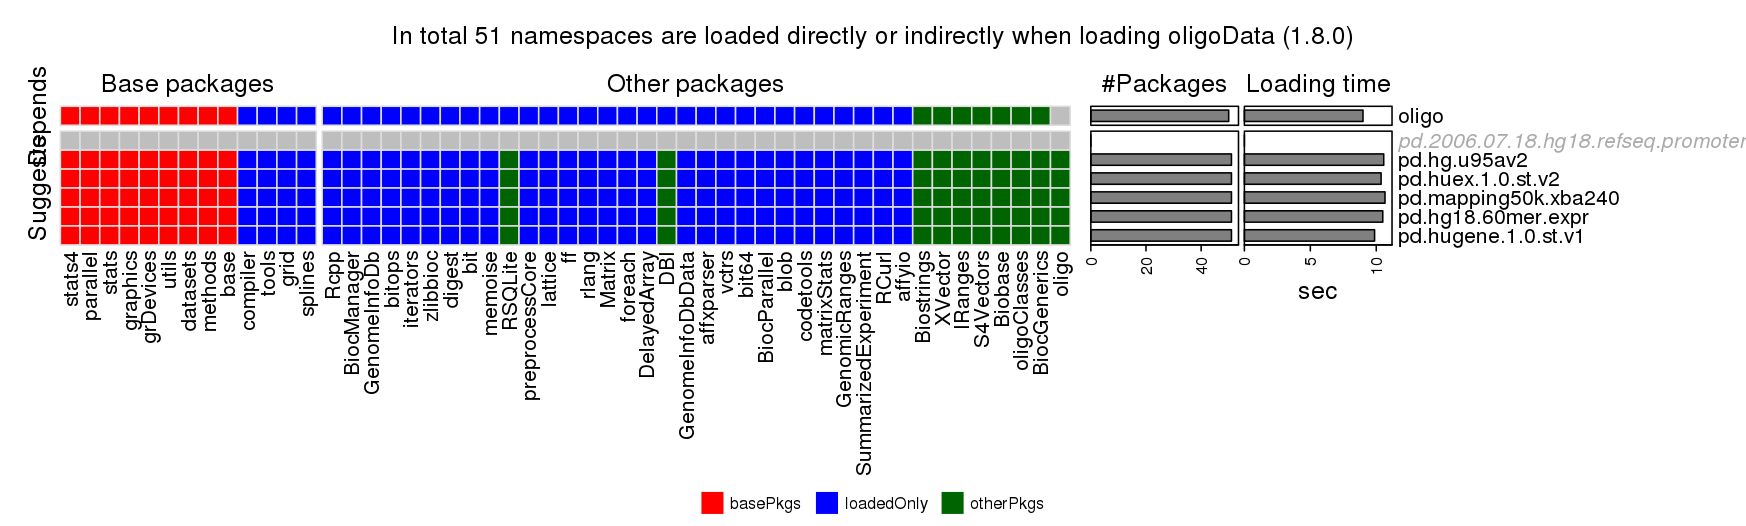 In total 51 namespaces are loaded directly or indirectly when loading oligoData (1.8.0)
Base packages
Other packages
#Packages
Loading time
Depends
Suggests
oligo
pd.2006.07.18.hg18.refseq.promoter
pd.hg.u95av2
pd.huex.1.0.st.v2
pd.mapping50k.xba240
pd.hg18.60mer.expr
pd.hugene.1.0.st.v1
stats4
parallel
stats
graphics
grDevices
utils
datasets
methods
base
compiler
tools
grid
splines
Rcpp
BiocManager
GenomeInfoDb
bitops
iterators
zlibbioc
digest
bit
memoise
RSQLite
preprocessCore
lattice
ff
rlang
Matrix
foreach
DelayedArray
DBI
GenomeInfoDbData
affxparser
vctrs
bit64
BiocParallel
blob
codetools
matrixStats
GenomicRanges
SummarizedExperiment
RCurl
affyio
Biostrings
XVector
IRanges
S4Vectors
Biobase
oligoClasses
BiocGenerics
oligo
0
20
40
0
5
10
sec
basePkgs
loadedOnly
otherPkgs